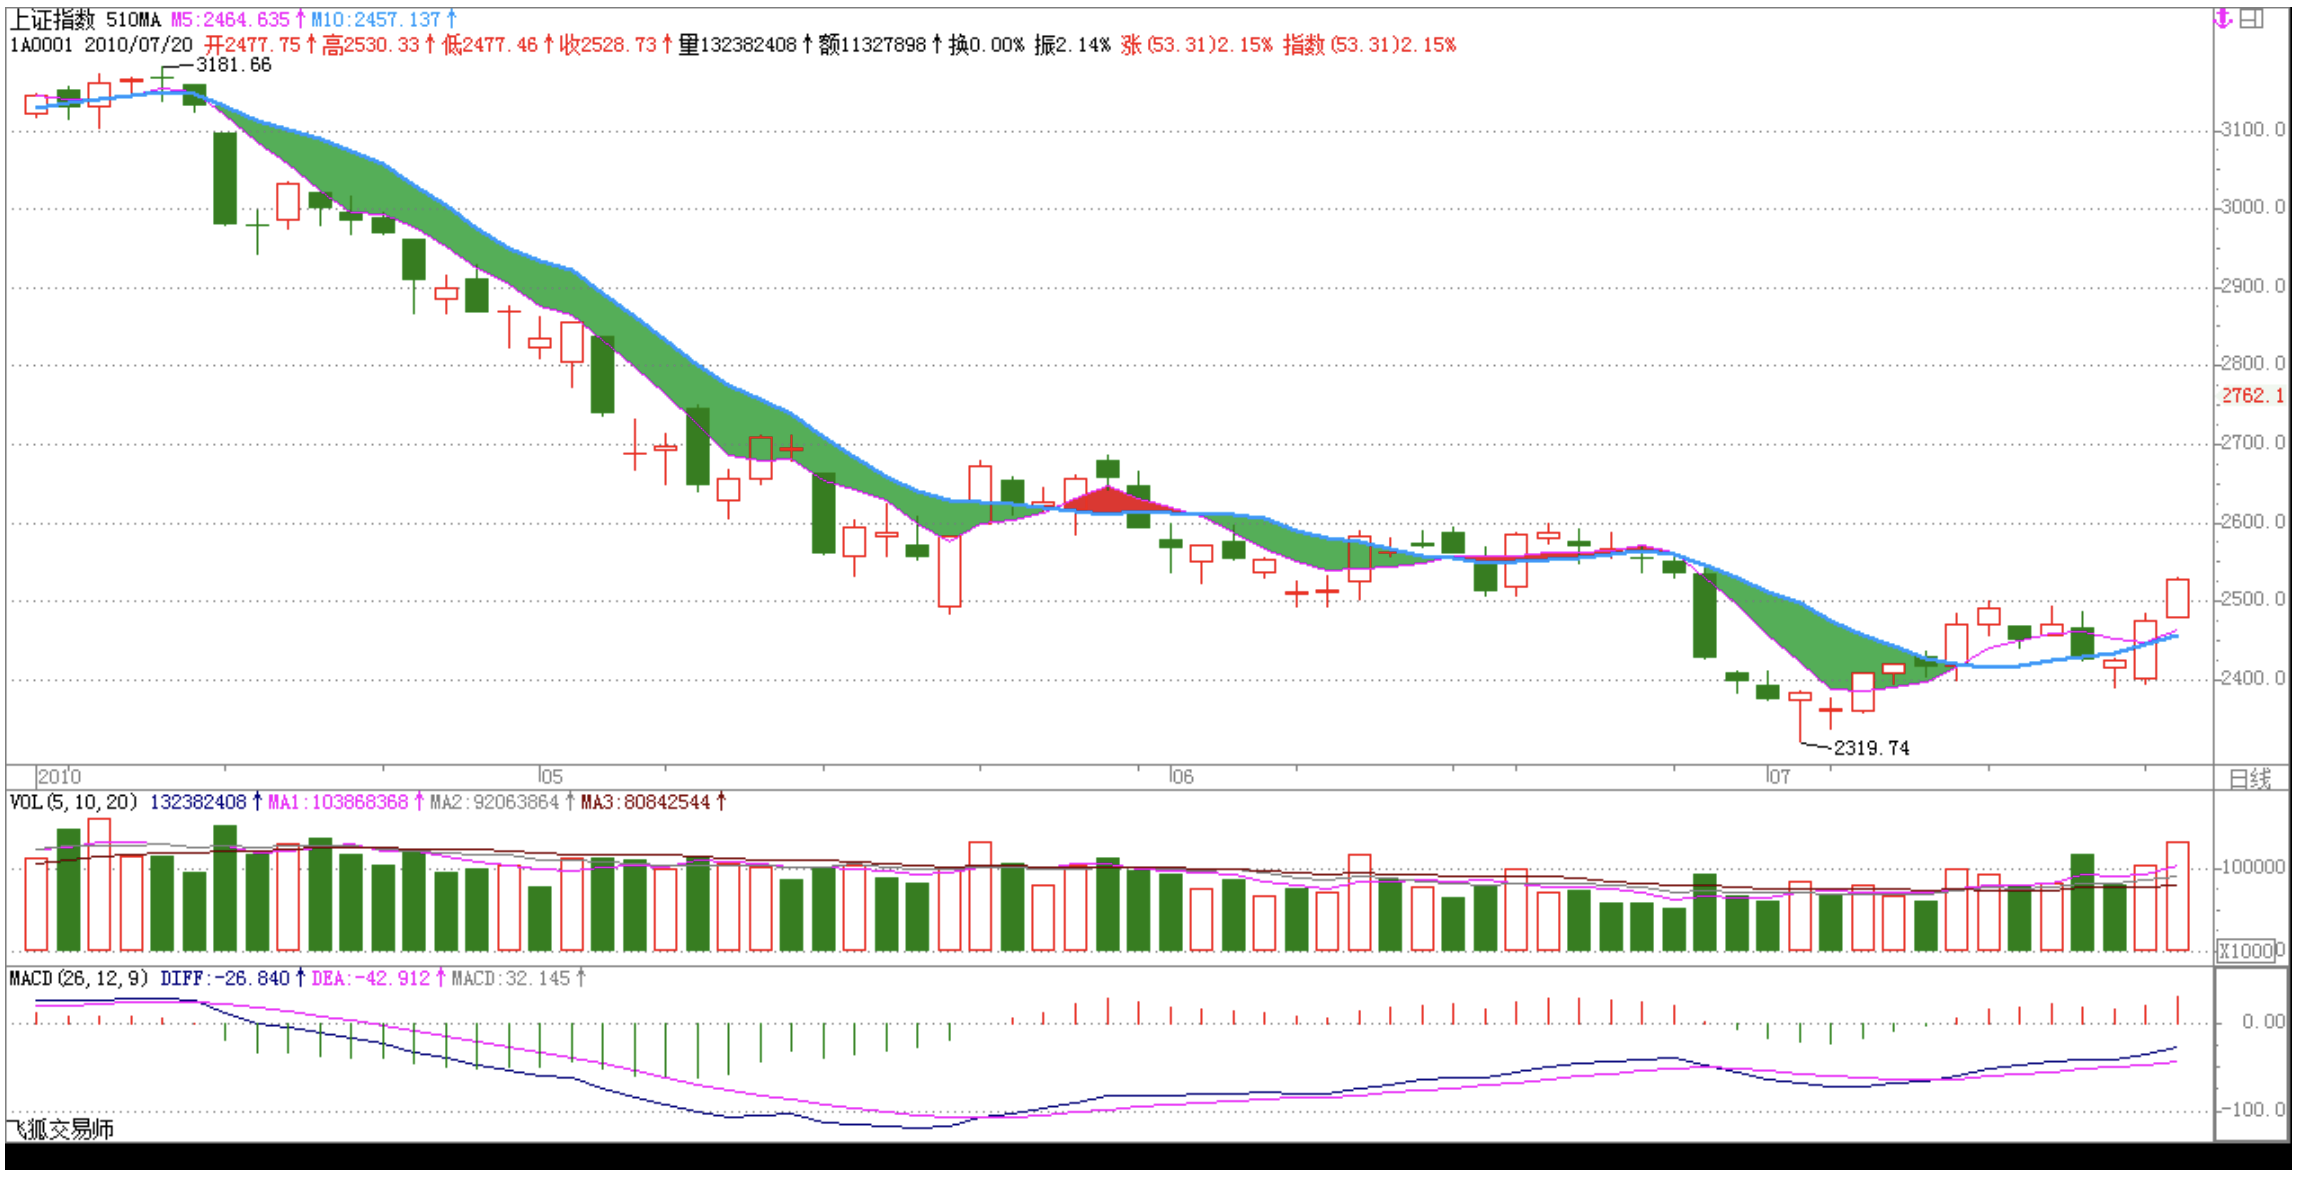 上证指数 510MA M5:2464.635↑ M10:2457.137↑
1A0001 2010/07/20 开2477.75↑高2530.33↑低2477.46↑收2528.73↑量132382408↑额11327898↑换0.00% 振2.14% 涨(53.31)2.15% 指数(53.31)2.15%
3181.66
3100.0
3000.0
2900.0
2800.0
2762.1
2700.0
2600.0
2500.0
2400.0
2319.74
2010 05 06 07 日线
VOL(5,10,20) 132382408↑MA1:103868368↑MA2:92063864↑MA3:80842544↑
100000
X10000
MACD(26,12,9) DIFF:-26.840↑DEA:-42.912↑MACD:32.145↑
0.00
-100.0
飞狐交易师